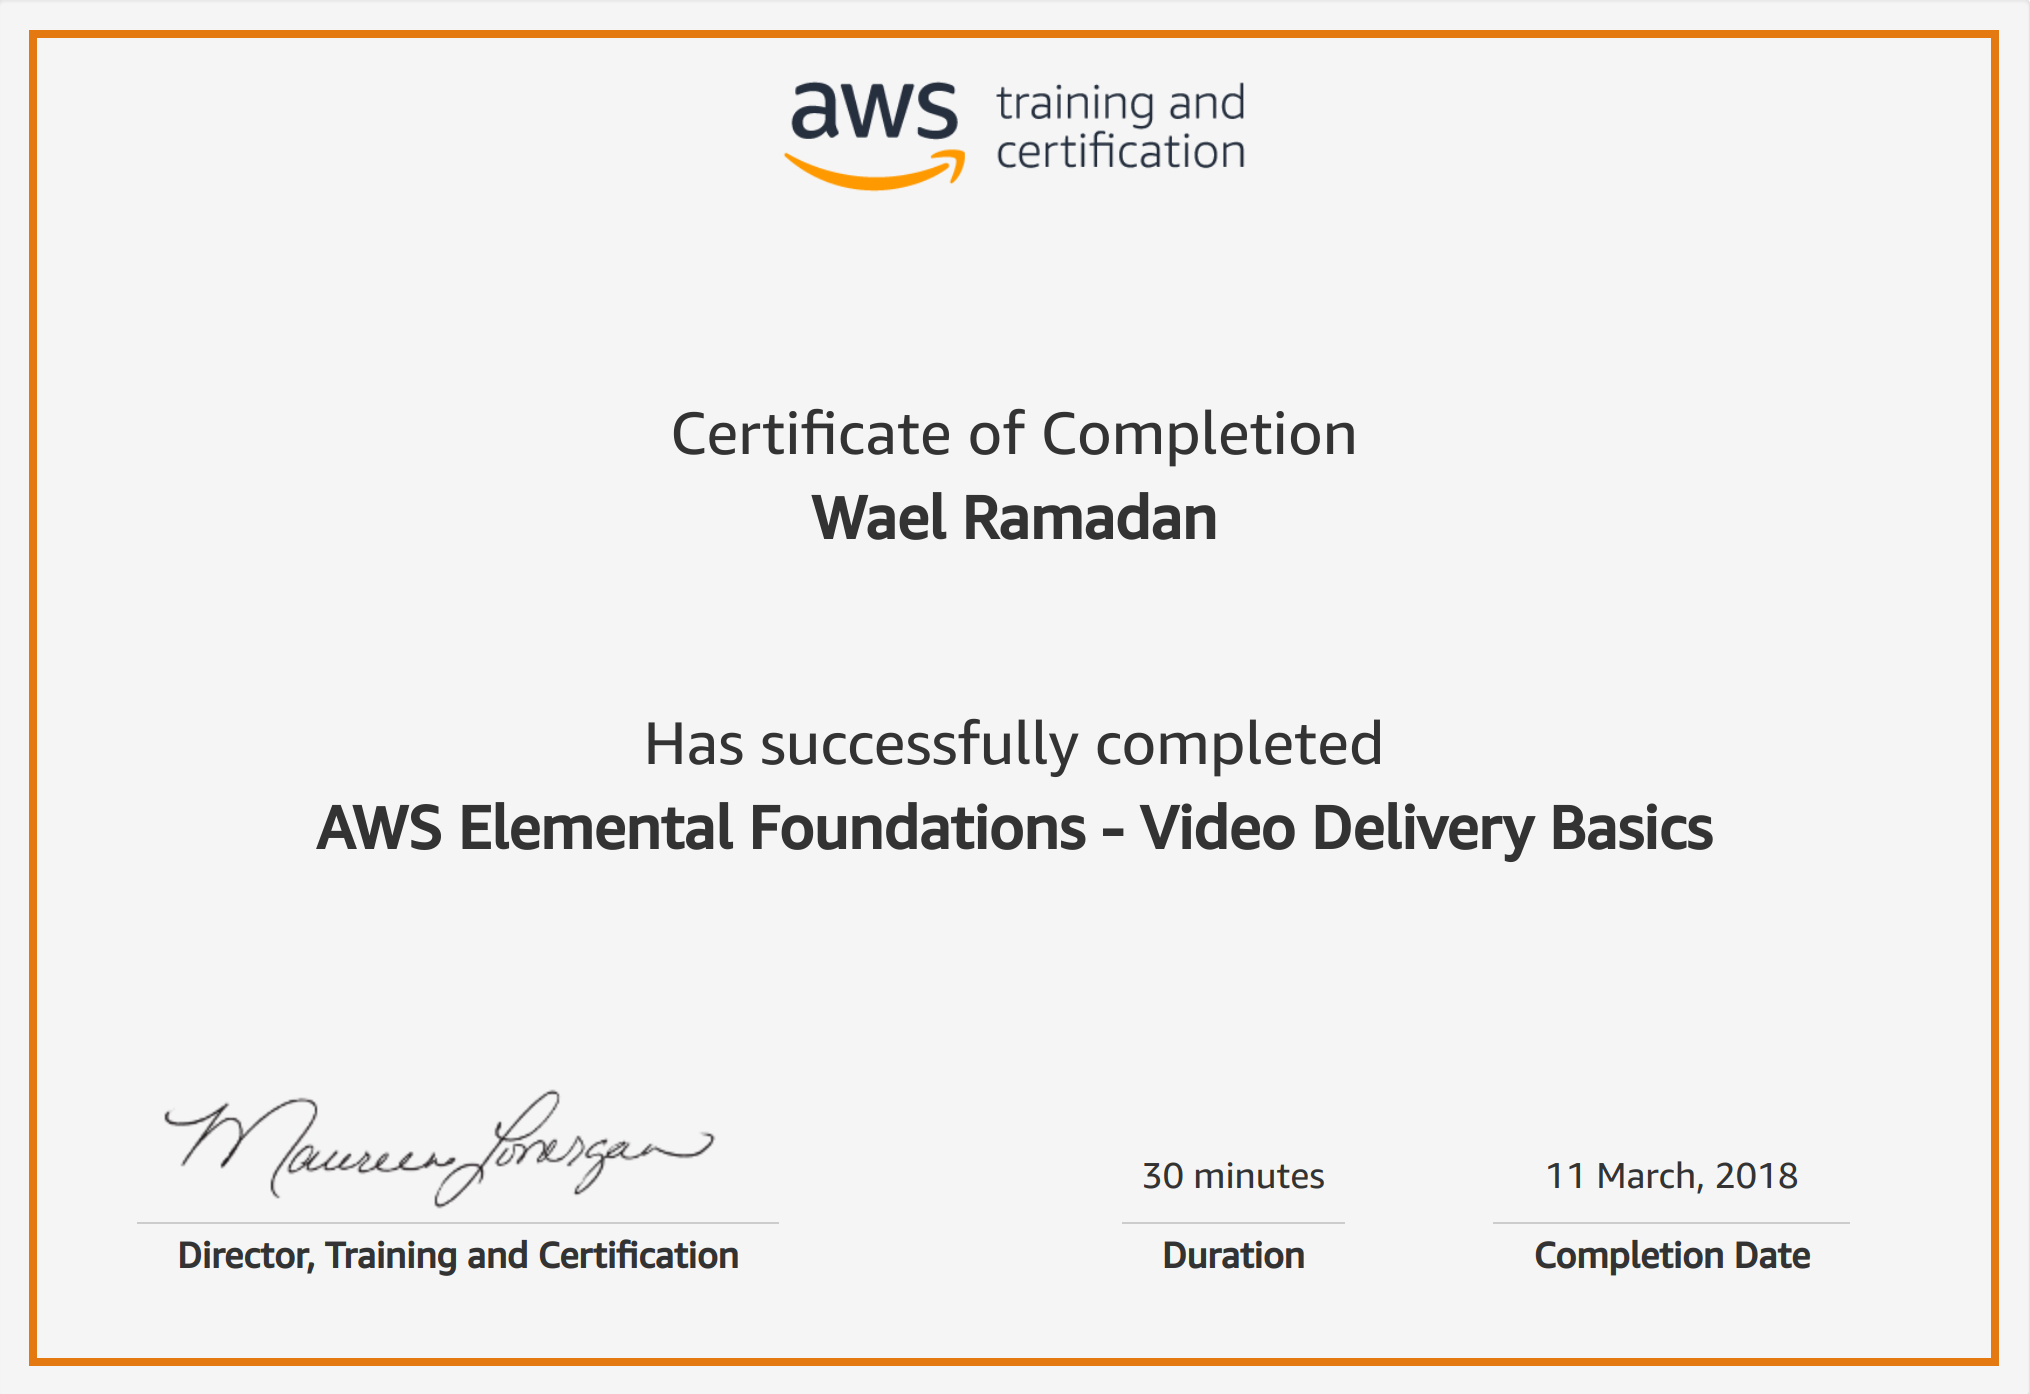 aws training and
certification
Certificate of Completion
Wael Ramadan
Has successfully completed
AWS Elemental Foundations - Video Delivery Basics
Maureen Lonergan
30 minutes
11 March, 2018
Director, Training and Certification
Duration
Completion Date